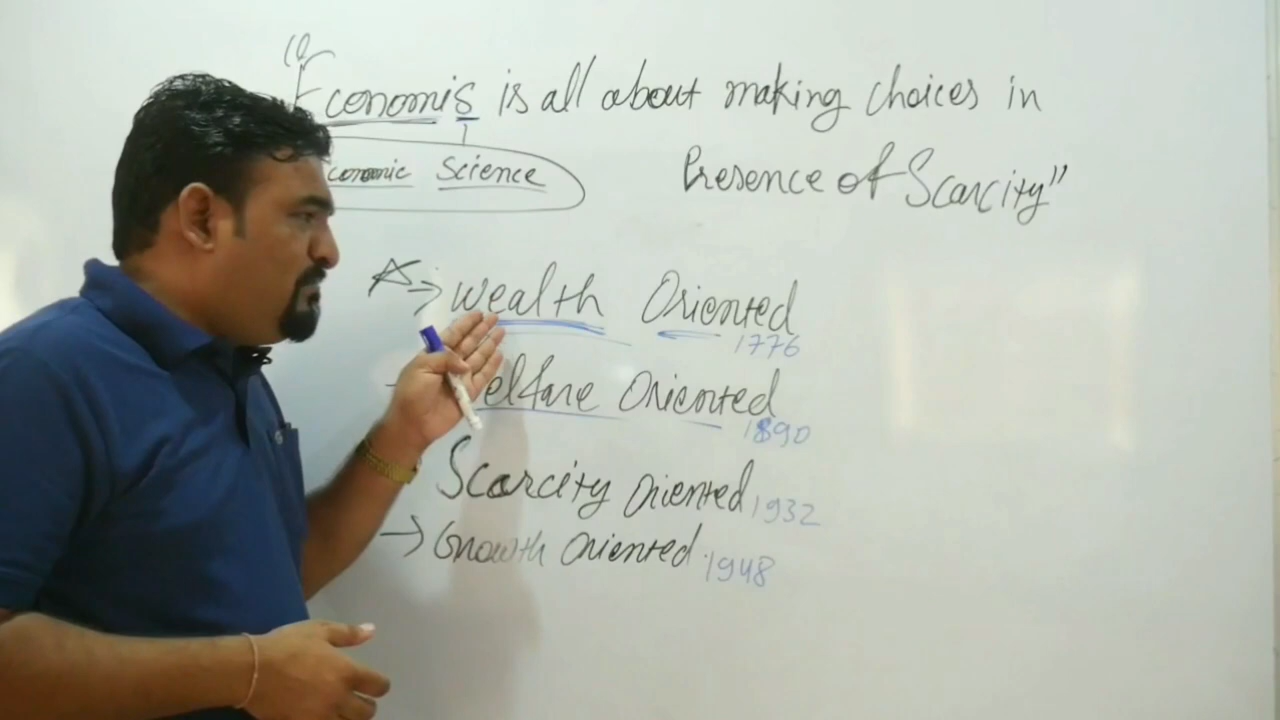 "Economis is all about making choices in
Presence of Scarcity"
conomic Science
→ Wealth Oriented
1776
elfare Oriented
1890
Scarcity Oriented 1932
→ Growth Oriented 1948